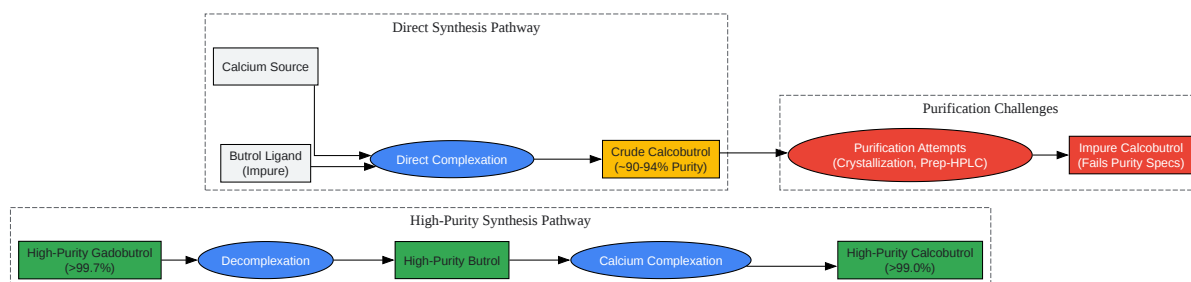 Direct Synthesis Pathway
Calcium Source
Butrol Ligand
(Impure)
Direct Complexation
Crude Calcobutrol
(~90-94% Purity)
Purification Challenges
Purification Attempts
(Crystallization, Prep-HPLC)
Impure Calcobutrol
(Fails Purity Specs)
High-Purity Synthesis Pathway
High-Purity Gadobutrol
(>99.7%)
Decomplexation
High-Purity Butrol
Calcium Complexation
High-Purity Calcobutrol
(>99.0%)